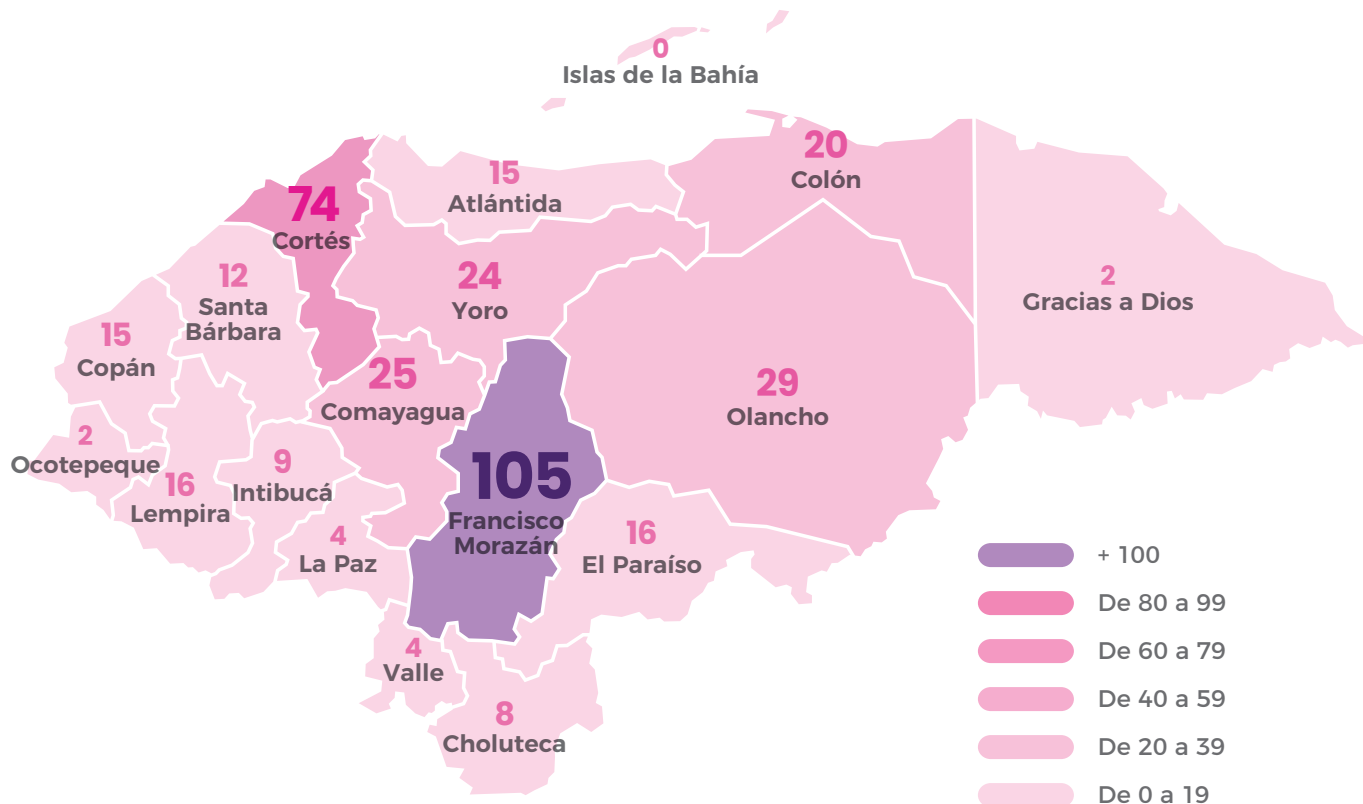 0
Islas de la Bahía
20
Colón
15
Atlántida
74
Cortés
12
Santa
Bárbara
24
Yoro
2
Gracias a Dios
15
Copán
25
Comayagua
29
Olancho
2
Ocotepeque
16
Lempira
9
Intibucá
105
Francisco
Morazán
4
La Paz
16
El Paraíso
4
Valle
8
Choluteca
+ 100
De 80 a 99
De 60 a 79
De 40 a 59
De 20 a 39
De 0 a 19